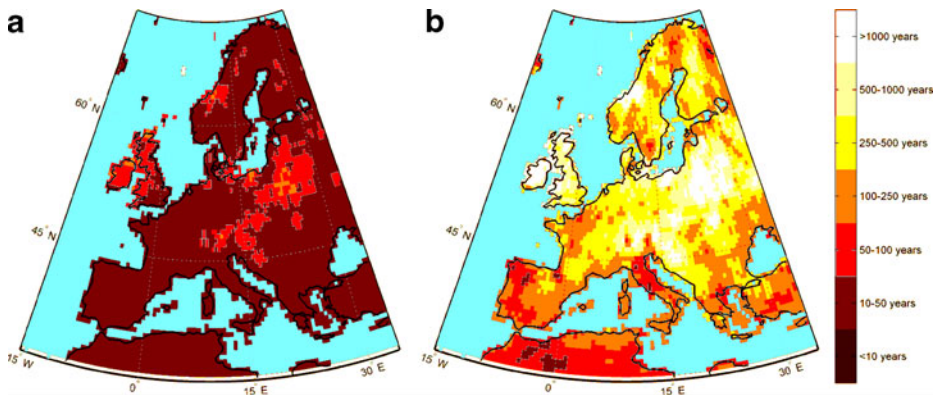 a
b
60° N
45° N
15° W
0°
15° E
30 E
60° N
45° N
15° W
0°
15° E
30 E
>1000 years
500-1000 years
250-500 years
100-250 years
50-100 years
10-50 years
<10 years